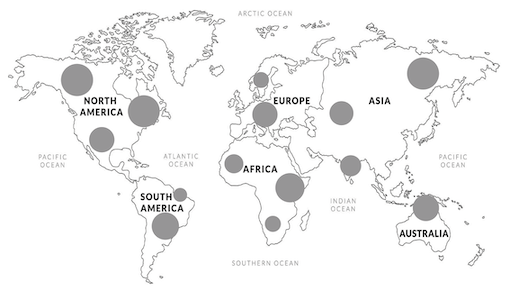 ARCTIC OCEAN
NORTH
AMERICA
EUROPE
ASIA
PACIFIC
OCEAN
ATLANTIC
OCEAN
PACIFIC
OCEAN
AFRICA
SOUTH
AMERICA
INDIAN
OCEAN
AUSTRALIA
SOUTHERN OCEAN